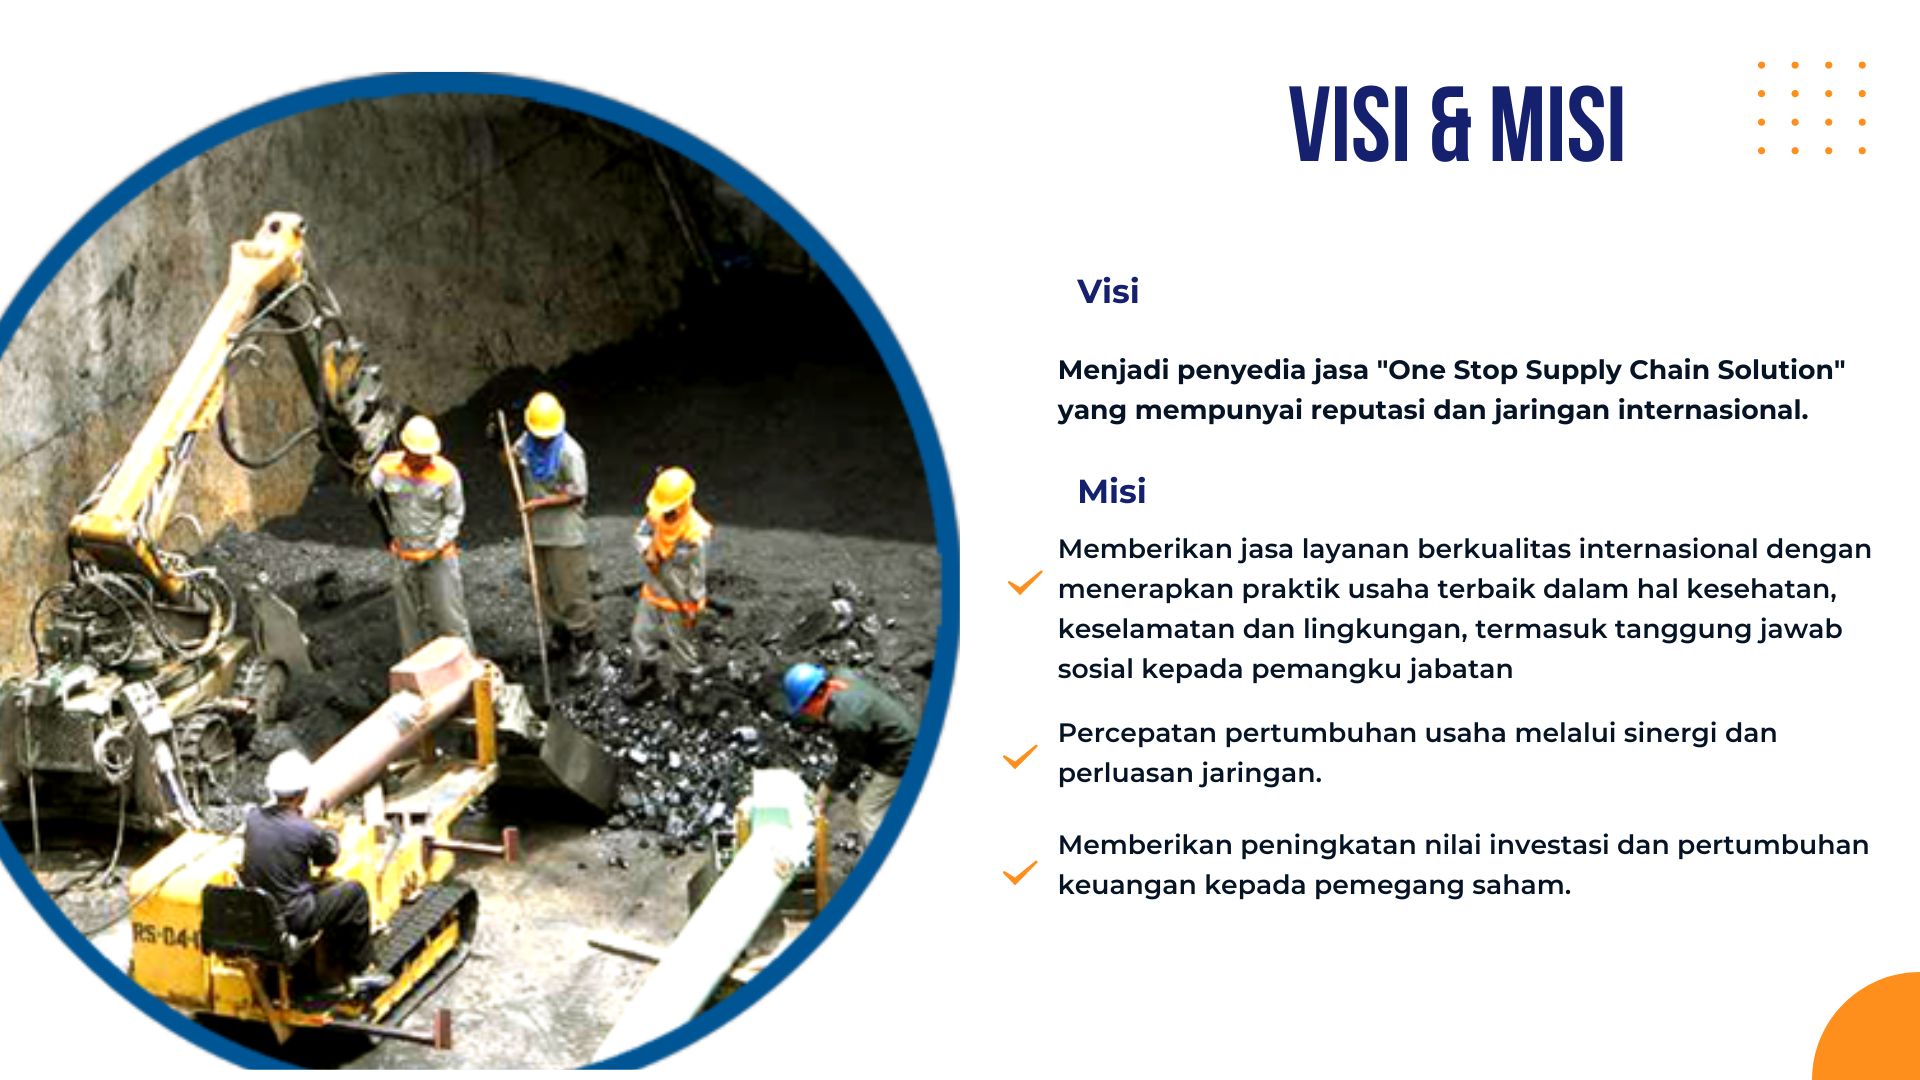 VISI & MISI
Visi
Menjadi penyedia jasa "One Stop Supply Chain Solution"
yang mempunyai reputasi dan jaringan internasional.
Misi
Memberikan jasa layanan berkualitas internasional dengan
menerapkan praktik usaha terbaik dalam hal kesehatan,
keselamatan dan lingkungan, termasuk tanggung jawab
sosial kepada pemangku jabatan
Percepatan pertumbuhan usaha melalui sinergi dan
perluasan jaringan.
Memberikan peningkatan nilai investasi dan pertumbuhan
keuangan kepada pemegang saham.